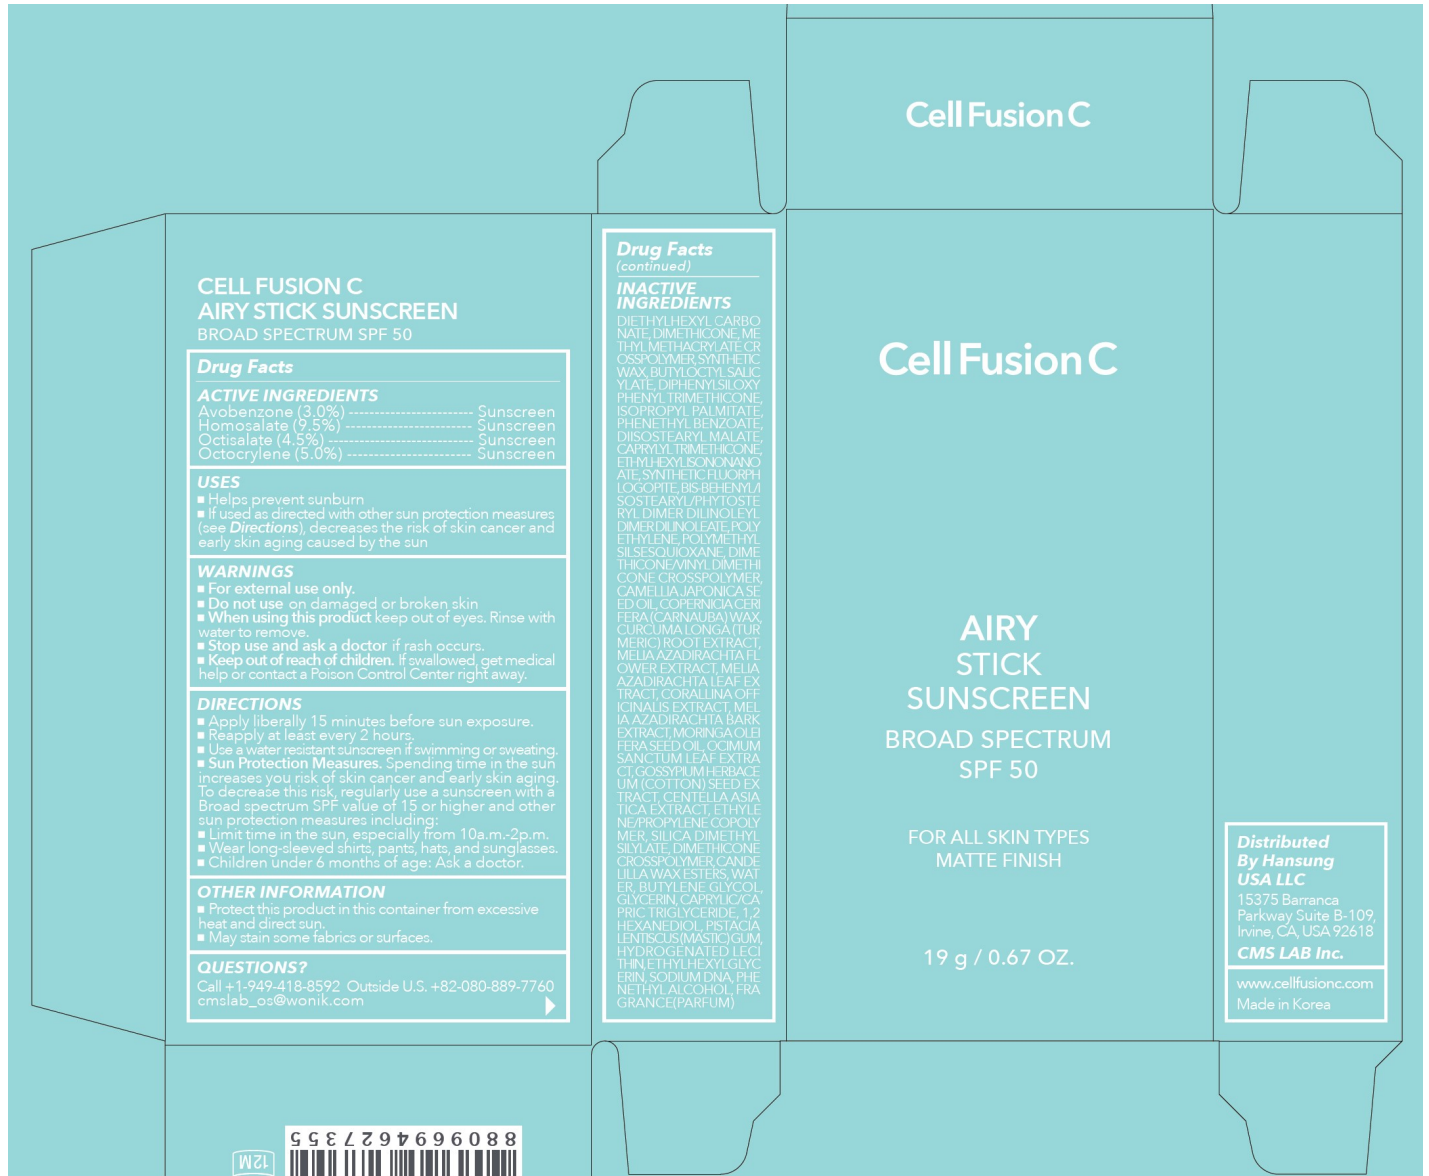 Cell Fusion C
CELL FUSION C
AIRY STICK SUNSCREEN
BROAD SPECTRUM SPF 50
Drug Facts
ACTIVE INGREDIENTS
Avobenzone (3.0%) ------------------------ Sunscreen
Homosalate (9.5%) ------------------------ Sunscreen
Octisalate (4.5%) --------------------------- Sunscreen
Octocrylene (5.0%) ----------------------- Sunscreen
USES
■ Helps prevent sunburn
■ If used as directed with other sun protection measures
(see Directions), decreases the risk of skin cancer and
early skin aging caused by the sun
WARNINGS
■ For external use only.
■ Do not use on damaged or broken skin
■ When using this product keep out of eyes. Rinse with
water to remove.
■ Stop use and ask a doctor if rash occurs.
■ Keep out of reach of children. If swallowed, get medical
help or contact a Poison Control Center right away.
DIRECTIONS
■ Apply liberally 15 minutes before sun exposure.
■ Reapply at least every 2 hours.
■ Use a water resistant sunscreen if swimming or sweating.
■ Sun Protection Measures. Spending time in the sun
increases you risk of skin cancer and early skin aging.
To decrease this risk, regularly use a sunscreen with a
Broad spectrum SPF value of 15 or higher and other
sun protection measures including:
■ Limit time in the sun, especially from 10a.m.-2p.m.
■ Wear long-sleeved shirts, pants, hats, and sunglasses.
■ Children under 6 months of age: Ask a doctor.
OTHER INFORMATION
■ Protect this product in this container from excessive
heat and direct sun.
■ May stain some fabrics or surfaces.
QUESTIONS?
Call +1-949-418-8592 Outside U.S. +82-080-889-7760
cmslab_os@wonik.com
Drug Facts
(continued)
INACTIVE
INGREDIENTS
DIETHYLHEXYL CARBO
NATE, DIMETHICONE, ME
THYL METHACRYLATE CR
OSSPOLYMER, SYNTHETIC
WAX, BUTYLOCTYL SALIC
YLATE, DIPHENYLSILOXY
PHENYL TRIMETHICONE,
ISOPROPYL PALMITATE,
PHENETHYL BENZOATE,
DIISOSTEARYL MALATE,
CAPRYLYL TRIMETHICONE,
ETHYLHEXYL ISONONANO
ATE, SYNTHETIC FLUORPH
LOGOPITE, BIS-BEHENYL/I
SOSTEARYL/PHYTOSTE
RYL DIMER DILINOLEYL
DIMER DILINOLEATE, POLY
ETHYLENE, POLYMETHYL
SILSESQUIOXANE, DIME
THICONE/VINYL DIMETHI
CONE CROSSPOLYMER,
CAMELLIA JAPONICA SE
ED OIL, COPERNICIA CERI
FERA (CARNAUBA) WAX,
CURCUMA LONGA (TUR
MERIC) ROOT EXTRACT,
MELIA AZADIRACHTA FL
OWER EXTRACT, MELIA
AZADIRACHTA LEAF EX
TRACT, CORALLINA OFF
ICINALIS EXTRACT, MEL
IA AZADIRACHTA BARK
EXTRACT, MORINGA OLEI
FERA SEED OIL, OCIMUM
SANCTUM LEAF EXTRA
CT, GOSSYPIUM HERBACE
UM (COTTON) SEED EX
TRACT, CENTELLA ASIA
TICA EXTRACT, ETHYLE
NE/PROPYLENE COPOLY
MER, SILICA DIMETHYL
SILYLATE, DIMETHICONE
CROSSPOLYMER, CANDE
LILLA WAX ESTERS, WAT
ER, BUTYLENE GLYCOL,
GLYCERIN, CAPRYLIC/CA
PRIC TRIGLYCERIDE, 1,2
HEXANEDIOL, PISTACIA
LENTISCUS (MASTIC) GUM,
HYDROGENATED LECI
THIN, ETHYLHEXYLGLYC
ERIN, SODIUM DNA, PHE
NETHYL ALCOHOL, FRA
GRANCE(PARFUM)
Cell Fusion C
AIRY
STICK
SUNSCREEN
BROAD SPECTRUM
SPF 50
FOR ALL SKIN TYPES
MATTE FINISH
19 g / 0.67 OZ.
Distributed
By Hansung
USA LLC
15375 Barranca
Parkway Suite B-109,
Irvine, CA, USA 92618
CMS LAB Inc.
www.cellfusionc.com
Made in Korea
8809696462 7355
12M